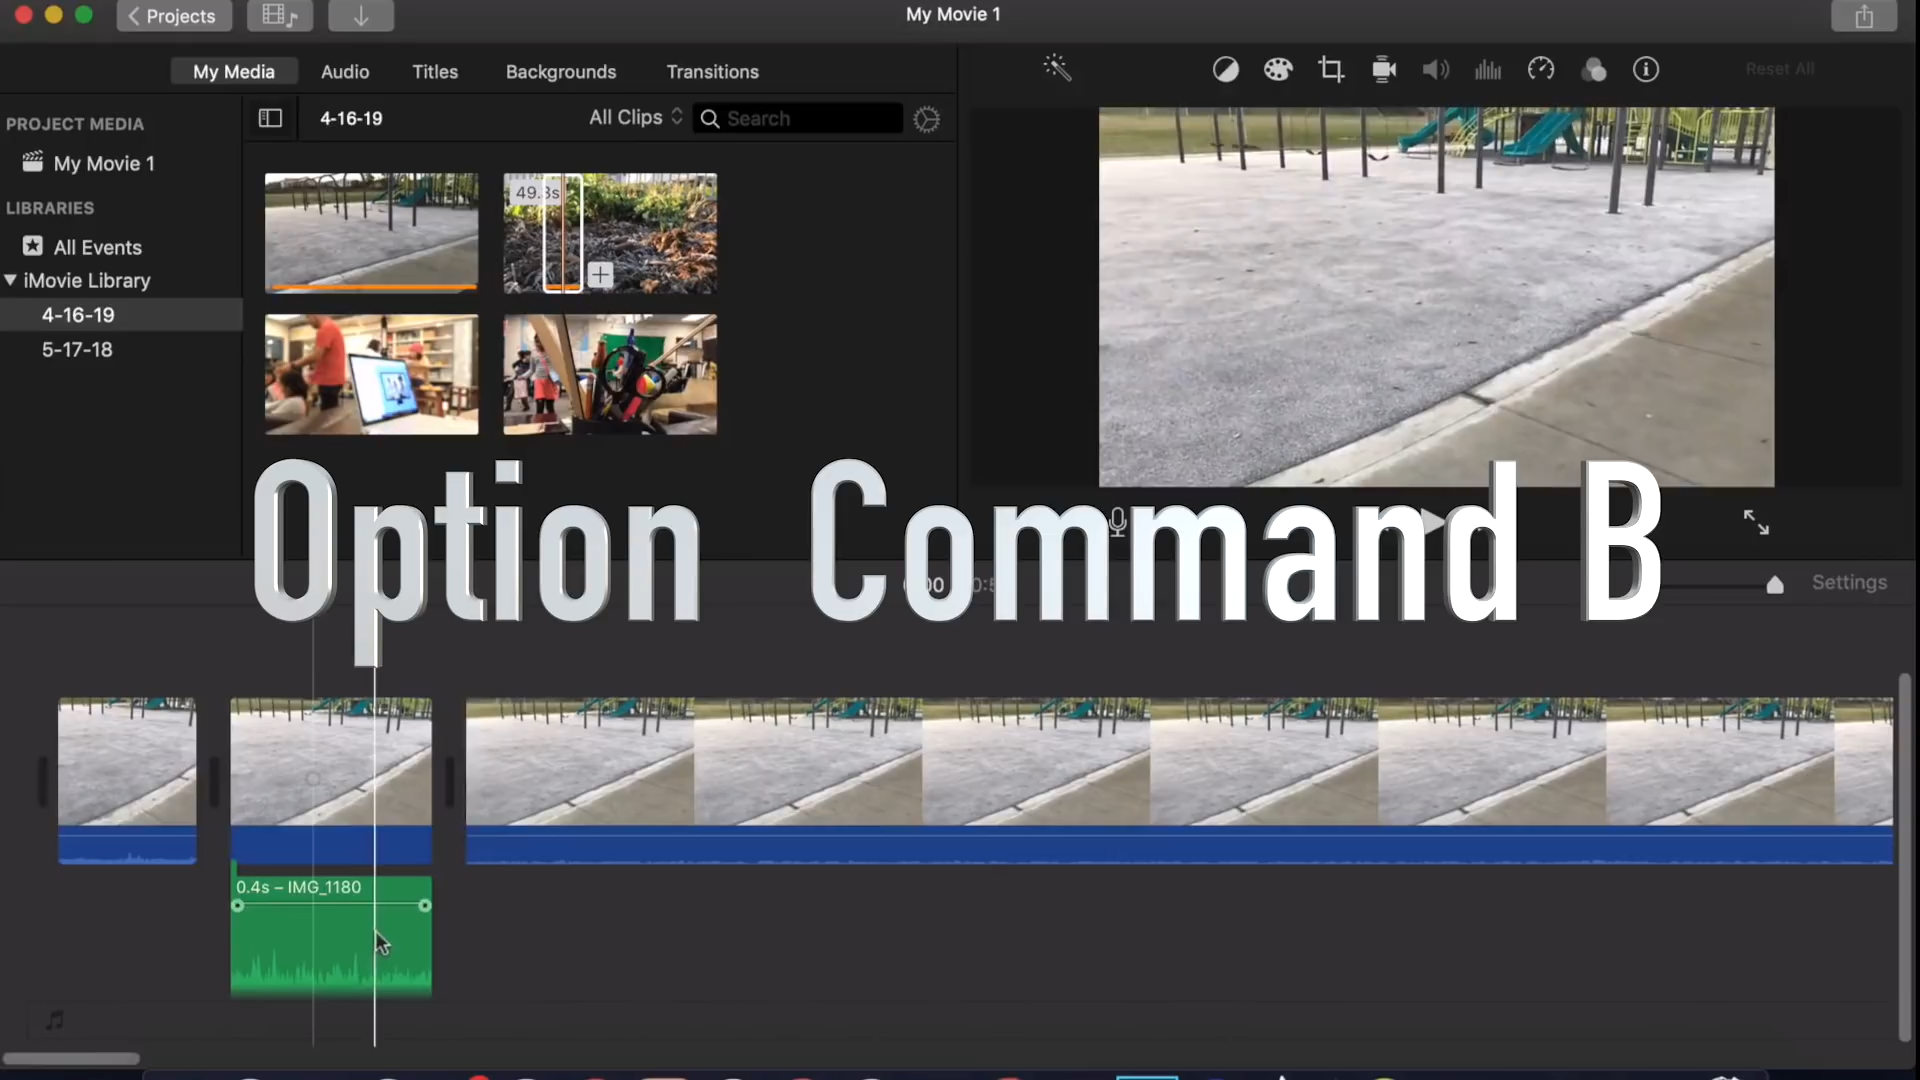 Projects
My Movie 1
My Media
Audio
Titles
Backgrounds
Transitions
Reset All
PROJECT MEDIA
My Movie 1
LIBRARIES
All Events
iMovie Library
4-16-19
5-17-18
4-16-19
All Clips
Search
49.3s
Option Command B
Settings
0.4s – IMG_1180